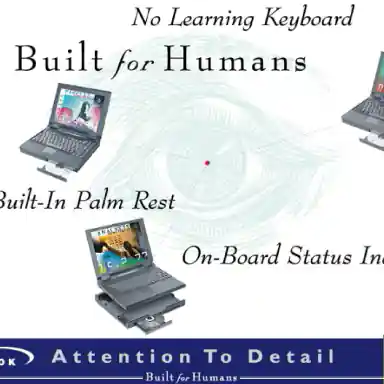 No Learning Keyboard
Built for Humans
Built-In Palm Rest
On-Board Status
OK
Attention To Detail
Built for Humans